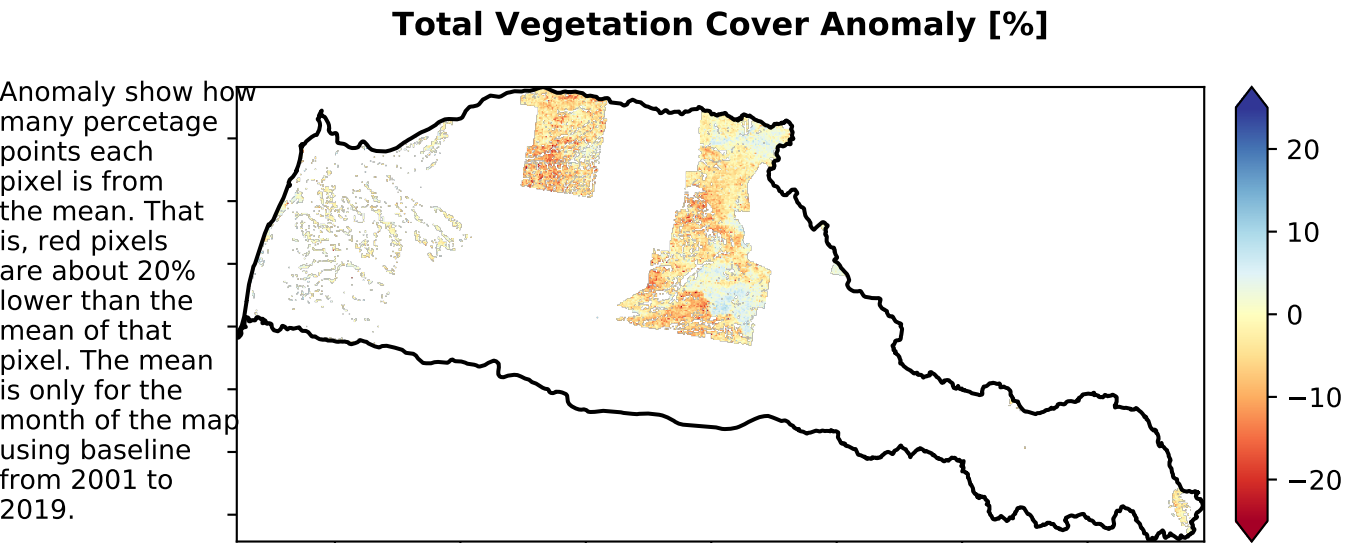 Total Vegetation Cover Anomaly [%]
Anomaly show how
many percetage
points each
pixel is from
the mean. That
is, red pixels
are about 20%
lower than the
mean of that
pixel. The mean
is only for the
month of the map
using baseline
from 2001 to
2019.
20
10
0
−10
−20